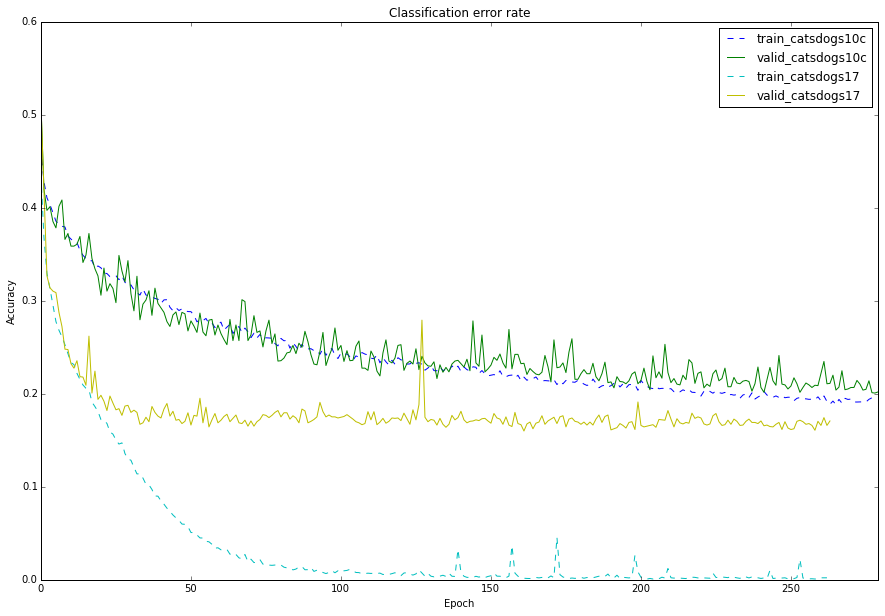 Classification error rate
0.6
0.5
0.4
0.3
0.2
0.1
0.0
Accuracy
0
50
100
150
200
250
Epoch
train_catsdogs10c
valid_catsdogs10c
train_catsdogs17
valid_catsdogs17